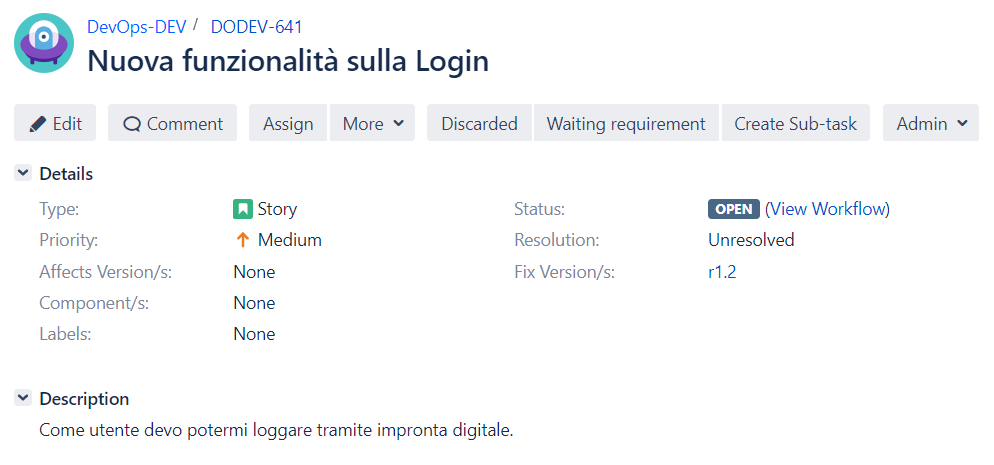 DevOps-DEV / DODEV-641
Nuova funzionalità sulla Login
Edit Comment Assign More Discarded Waiting requirement Create Sub-task Admin
Details
Type: Story Status: OPEN (View Workflow)
Priority: Medium Resolution: Unresolved
Affects Version/s: None Fix Version/s: r1.2
Component/s: None
Labels: None
Description
Come utente devo potermi loggare tramite impronta digitale.